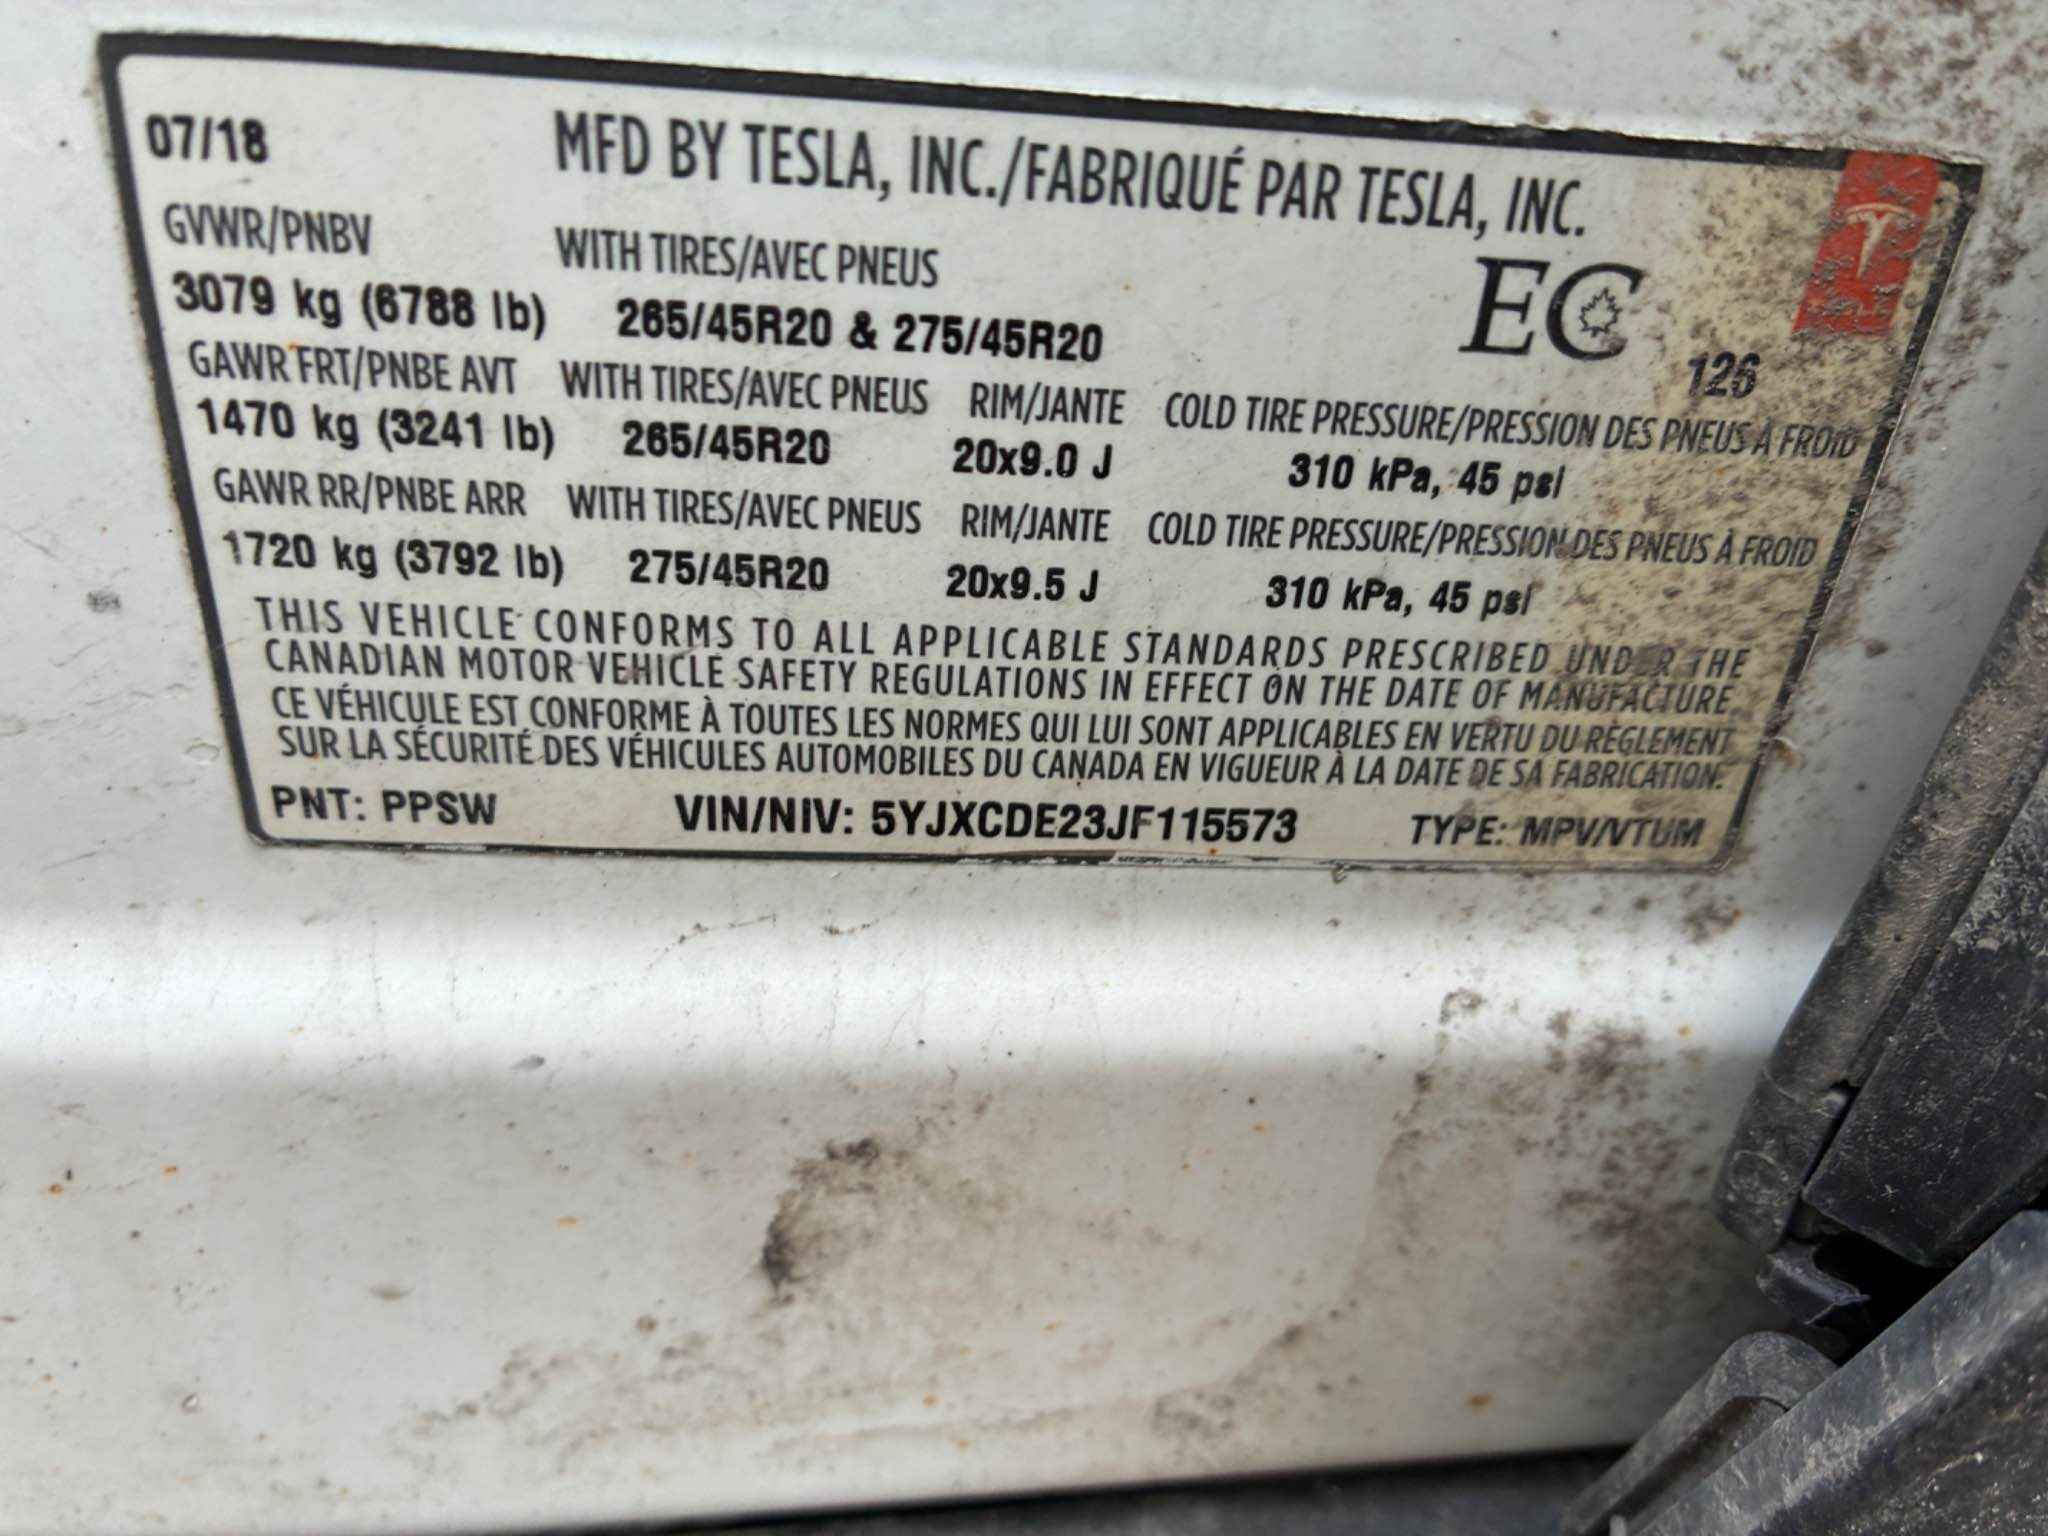 07/18 MFD BY TESLA, INC./FABRIQUÉ PAR TESLA, INC.
GVWR/PNBV WITH TIRES/AVEC PNEUS
3079 kg (6788 lb) 265/45R20 & 275/45R20 EC 126
GAWR FRT/PNBE AVT WITH TIRES/AVEC PNEUS RIM/JANTE COLD TIRE PRESSURE/PRESSION DES PNEUS À FROID
1470 kg (3241 lb) 265/45R20 20x9.0 J 310 kPa, 45 psi
GAWR RR/PNBE ARR WITH TIRES/AVEC PNEUS RIM/JANTE COLD TIRE PRESSURE/PRESSION DES PNEUS À FROID
1720 kg (3792 lb) 275/45R20 20x9.5 J 310 kPa, 45 psi
THIS VEHICLE CONFORMS TO ALL APPLICABLE STANDARDS PRESCRIBED UNDER THE
CANADIAN MOTOR VEHICLE SAFETY REGULATIONS IN EFFECT ON THE DATE OF MANUFACTURE.
CE VÉHICULE EST CONFORME À TOUTES LES NORMES QUI LUI SONT APPLICABLES EN VERTU DU RÈGLEMENT
SUR LA SÉCURITÉ DES VÉHICULES AUTOMOBILES DU CANADA EN VIGUEUR À LA DATE DE SA FABRICATION.
PNT: PPSW VIN/NIV: 5YJXCDE23JF115573 TYPE: MPV/VTUM